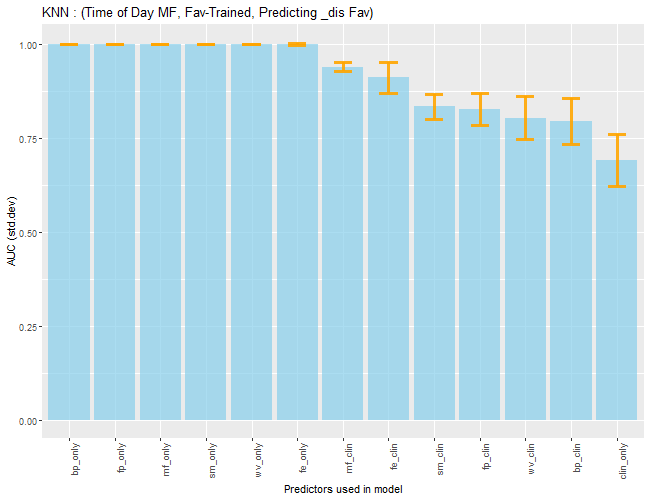 KNN : (Time of Day MF, Fav-Trained, Predicting _dis Fav)
1.00
0.75
0.50
0.25
0.00
AUC (std.dev)
bp_only
fp_only
mf_only
sm_only
wv_only
fe_only
mf_clin
fe_clin
sm_clin
fp_clin
wv_clin
bp_clin
clin_only
Predictors used in model